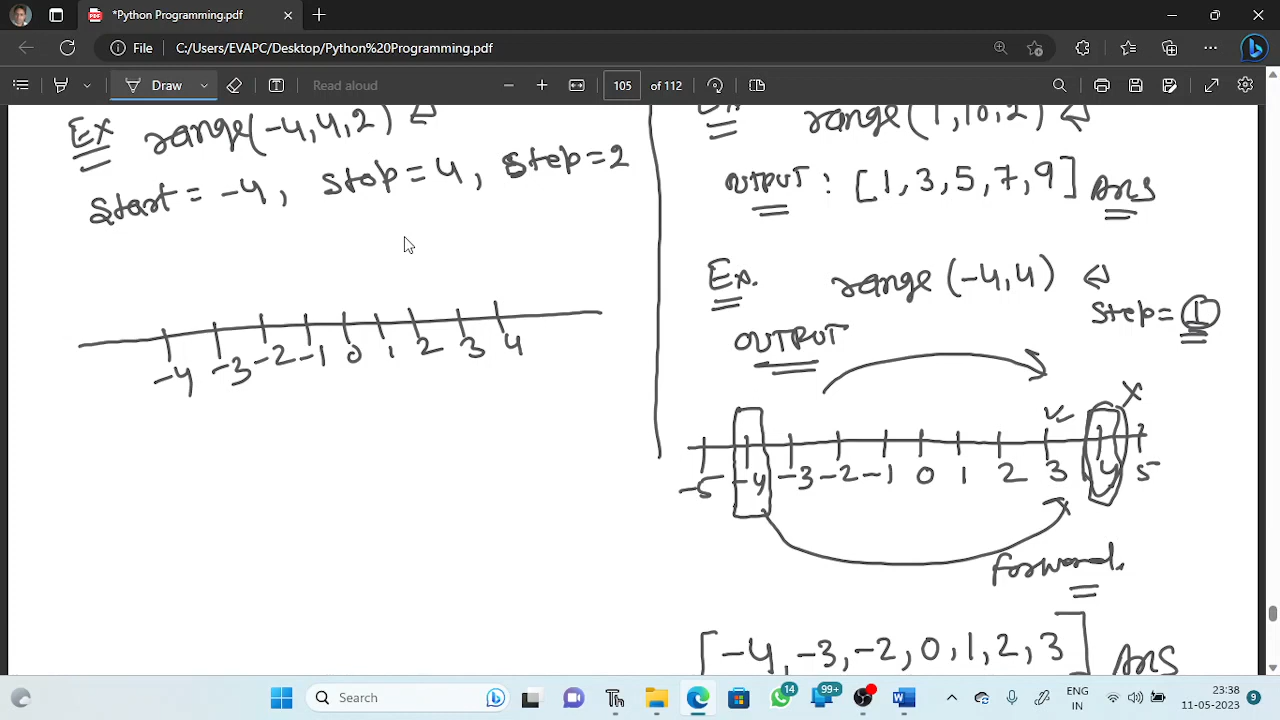 *Python Programming.pdf
File C:/Users/EVAPC/Desktop/Python%20Programming.pdf
Draw Read aloud 105 of 112
Ex range(-4,4,2)
start = -4, stop = 4, step = 2
-4 -3 -2 -1 0 1 2 3 4
range(1,10,2)
OUTPUT : [1, 3, 5, 7, 9] Ans
Ex. range (-4,4)
step = 1
OUTPUT
x
-5 -4 -3 -2 -1 0 1 2 3 4 5
forward.
[-4, -3, -2, 0, 1, 2, 3] Ans
Search 14 99+ ENG IN 23:38 11-05-2023 9